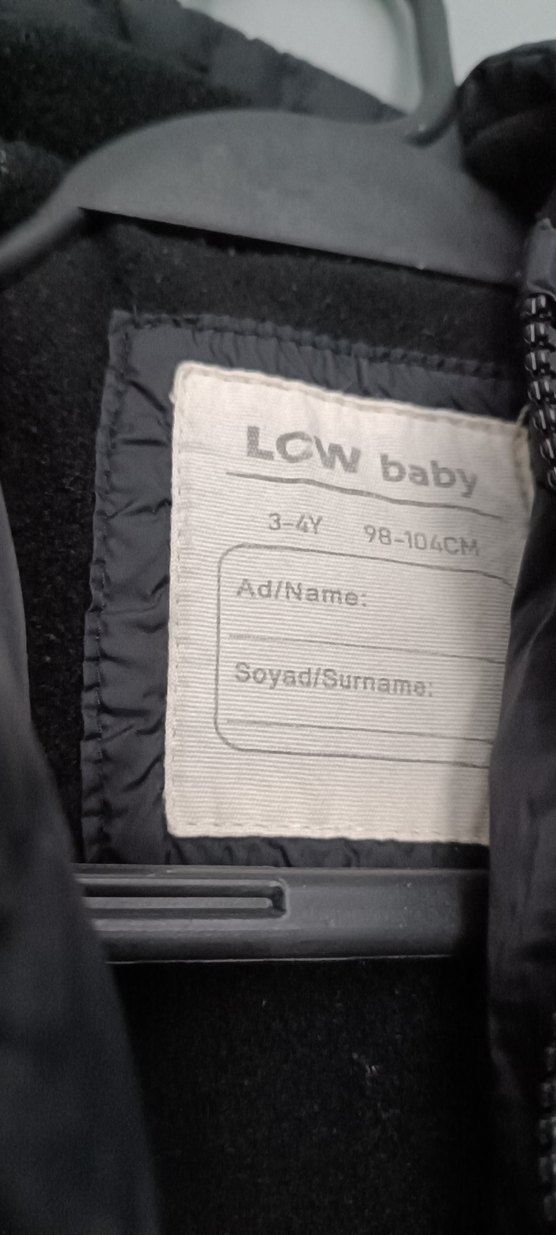 LCW baby
3-4Y 98-104CM
Ad/Name:
Soyad/Surname: